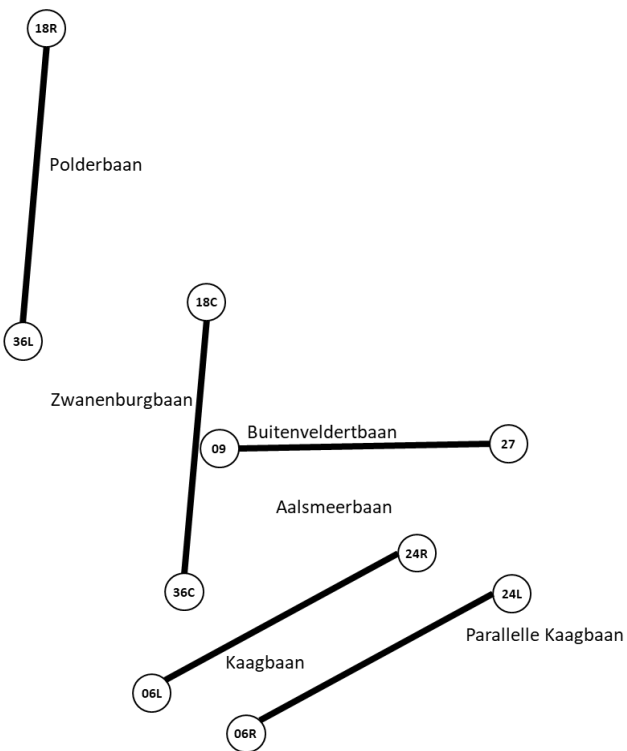 18R
Polderbaan
18C
36L
Zwanenburgbaan
Buitenveldertbaan
09
27
Aalsmeerbaan
24R
36C
24L
Parallelle Kaagbaan
Kaagbaan
06L
06R